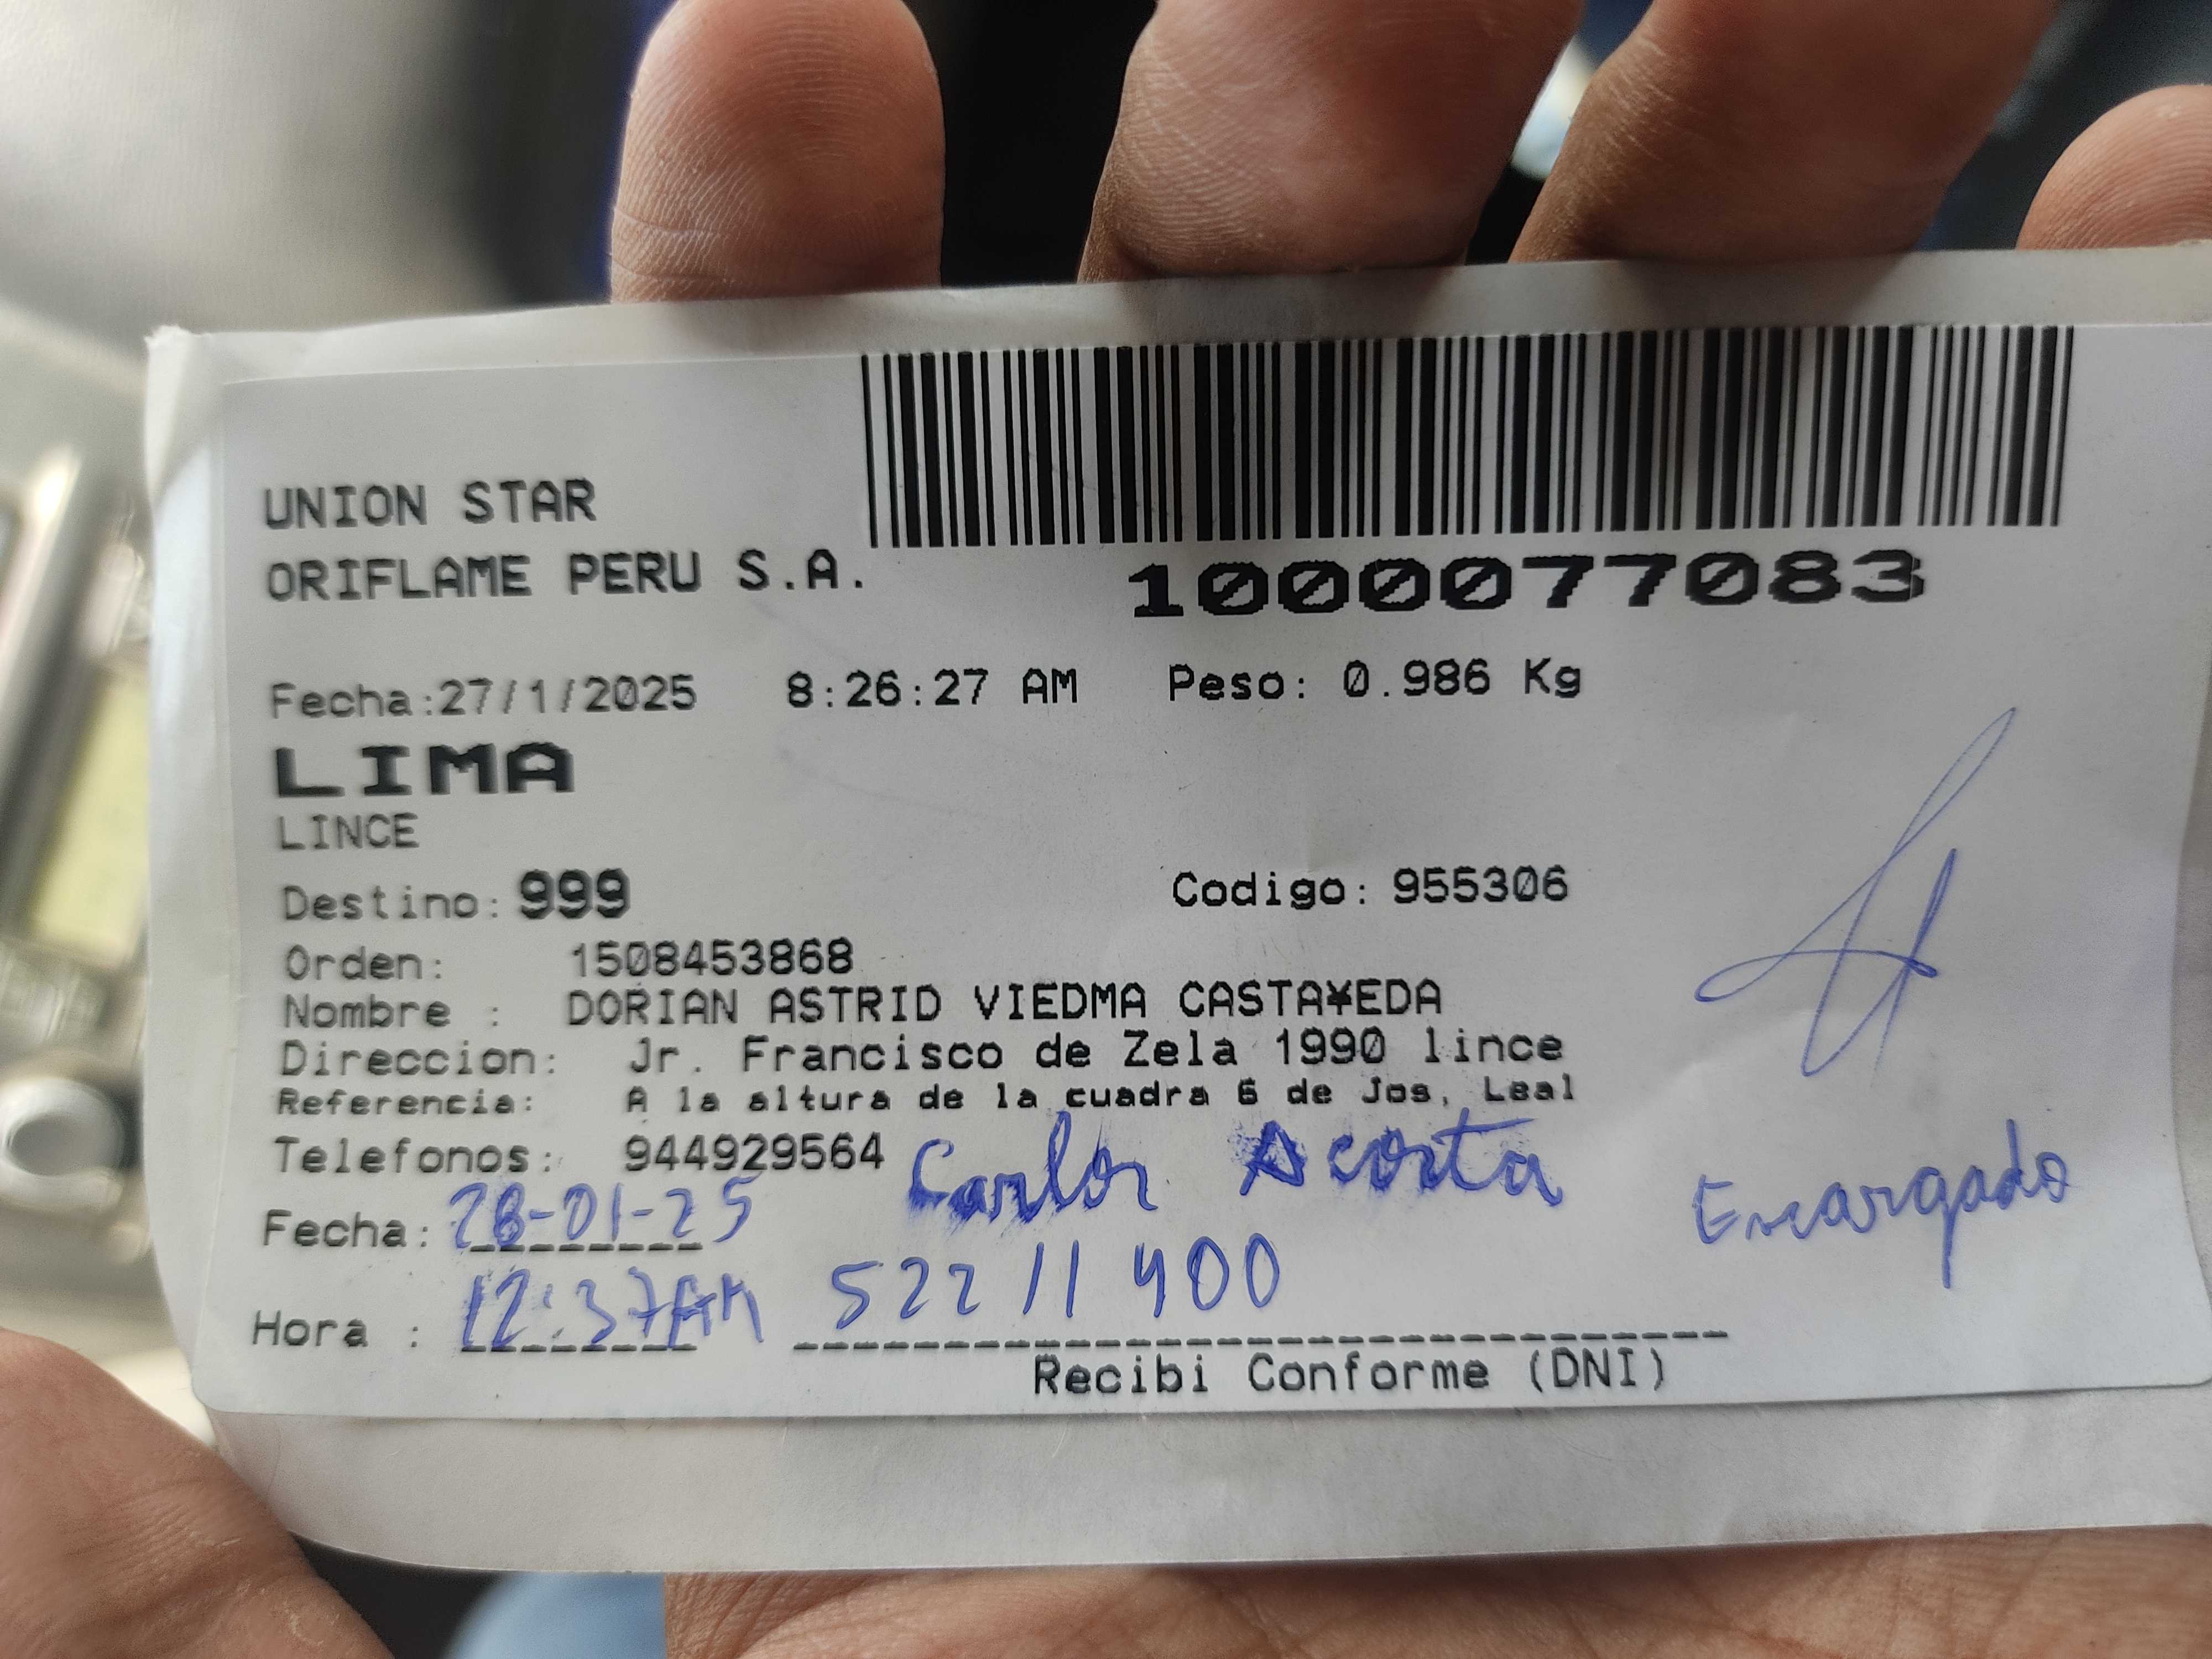 UNION STAR
ORIFLAME PERU S.A.
1000077083
Fecha:27/1/2025 8:26:27 AM Peso: 0.986 Kg
LIMA
LINCE
Destino: 999 Codigo: 955306
Orden: 1508453868
Nombre : DORIAN ASTRID VIEDMA CASTA¥EDA
Direccion: Jr. Francisco de Zela 1990 lince
Referencia: A la altura de la cuadra 6 de Jos, Leal
Telefonos: 944929564 Carlos Acosta
Encargado
Fecha: 28-01-25
Hora : 12:37AM 52211400
Recibi Conforme (DNI)